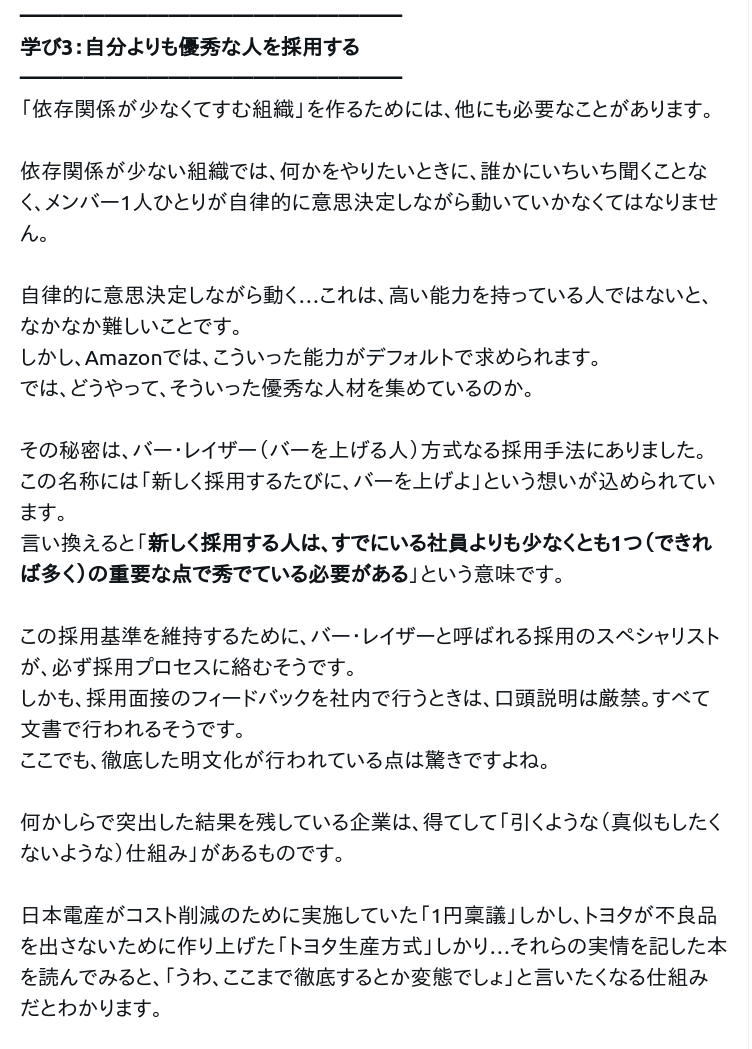 学び3：自分よりも優秀な人を採用する
「依存関係が少なくてすむ組織」を作るためには、他にも必要なことがあります。
依存関係が少ない組織では、何かをやりたいときに、誰かにいちいち聞くことな
く、メンバー1人ひとりが自律的に意思決定しながら動いていかなくてはなりませ
ん。
自律的に意思決定しながら動く…これは、高い能力を持っている人ではないと、
なかなか難しいことです。
しかし、Amazonでは、こういった能力がデフォルトで求められます。
では、どうやって、そういった優秀な人材を集めているのか。
その秘密は、バー・レイザー（バーを上げる人）方式なる採用手法にありました。
この名称には「新しく採用するたびに、バーを上げよ」という想いが込められてい
ます。
言い換えると「新しく採用する人は、すでにいる社員よりも少なくとも1つ（できれ
ば多く）の重要な点で秀でている必要がある」という意味です。
この採用基準を維持するために、バー・レイザーと呼ばれる採用のスペシャリスト
が、必ず採用プロセスに絡むそうです。
しかも、採用面接のフィードバックを社内で行うときは、口頭説明は厳禁。すべて
文書で行われるそうです。
ここでも、徹底した明文化が行われている点は驚きですよね。
何かしらで突出した結果を残している企業は、得てして「引くような（真似もしたく
ないような）仕組み」があるものです。
日本電産がコスト削減のために実施していた「1円稟議」しかし、トヨタが不良品
を出さないために作り上げた「トヨタ生産方式」しかり…それらの実情を記した本
を読んでみると、「うわ、ここまで徹底するとか変態でしょ」と言いたくなる仕組み
だとわかります。